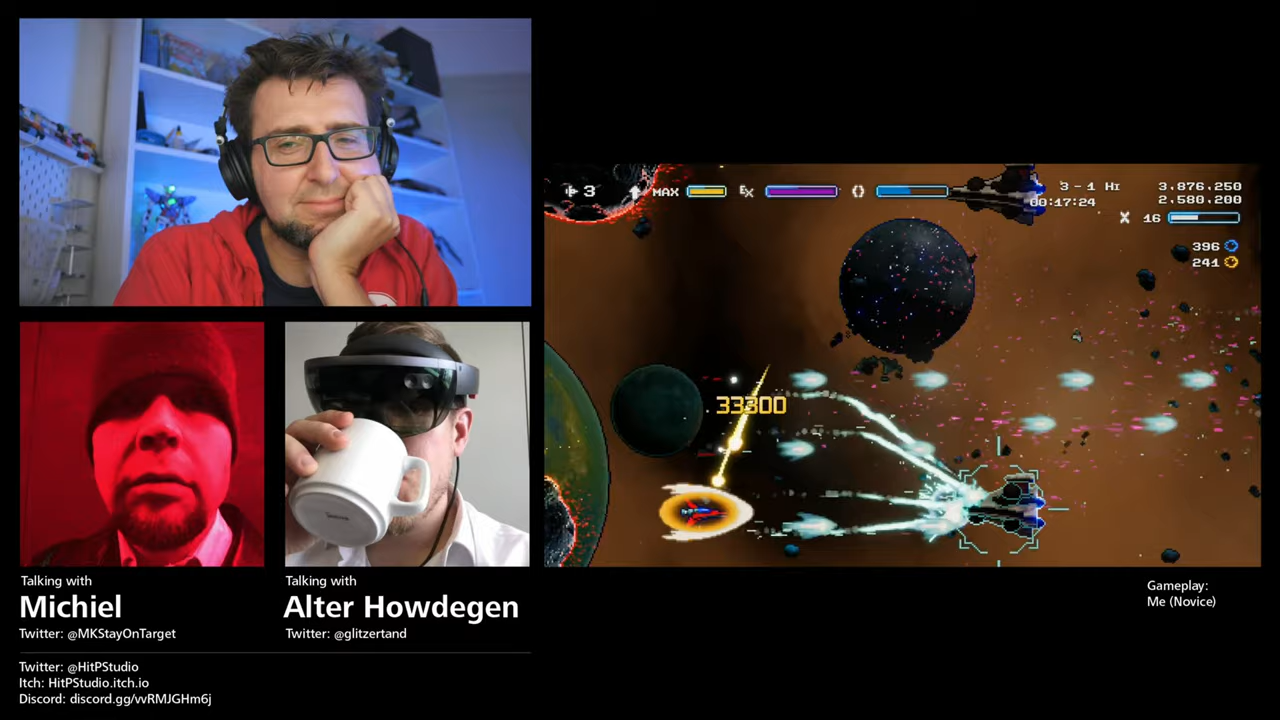 3
MAX
EX
3-1 HI 3.876.250
00:17:24 2.580.200
X 16
396
241
33300
Talking with
Michiel
Twitter: @MKStayOnTarget
Talking with
Alter Howdegen
Twitter: @glitzertand
Gameplay:
Me (Novice)
Twitter: @HitPStudio
Itch: HitPStudio.itch.io
Discord: discord.gg/vvRMJGHm6j